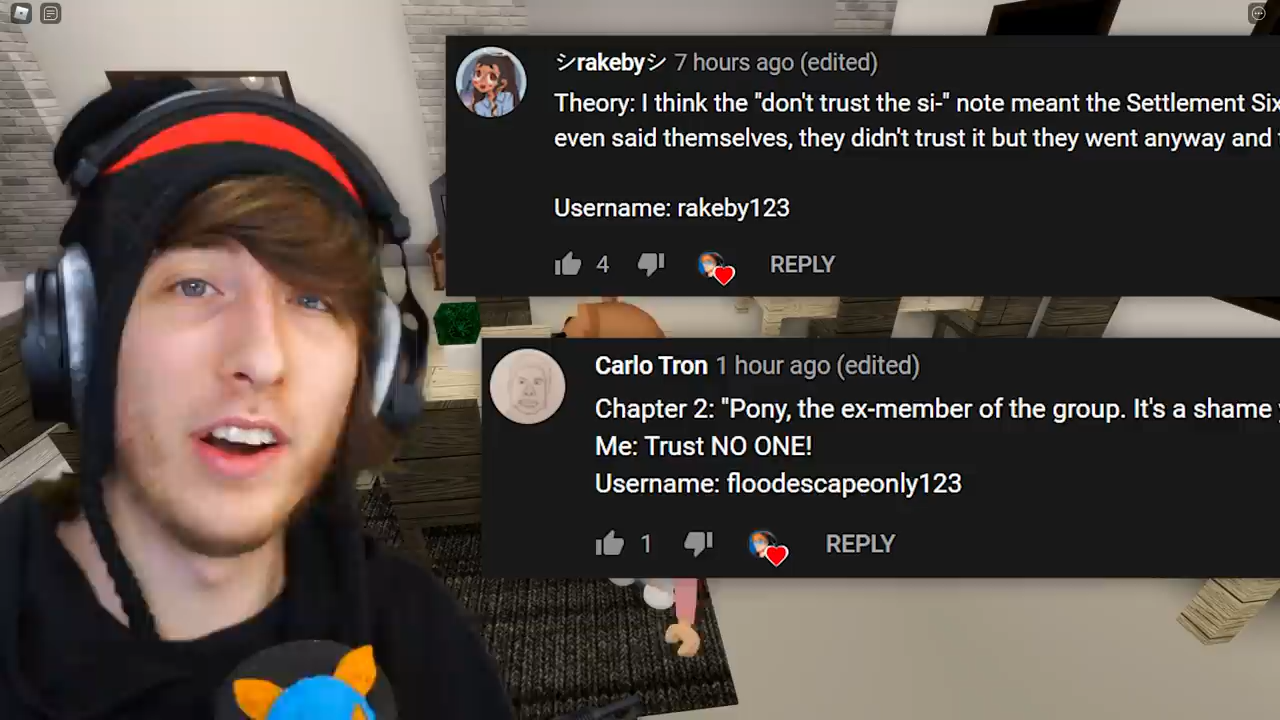 シrakebyシ 7 hours ago (edited)
Theory: I think the "don't trust the si-" note meant the Settlement Six
even said themselves, they didn't trust it but they went anyway and
Username: rakeby123
4 REPLY
Carlo Tron 1 hour ago (edited)
Chapter 2: "Pony, the ex-member of the group. It's a shame
Me: Trust NO ONE!
Username: floodescapeonly123
1 REPLY